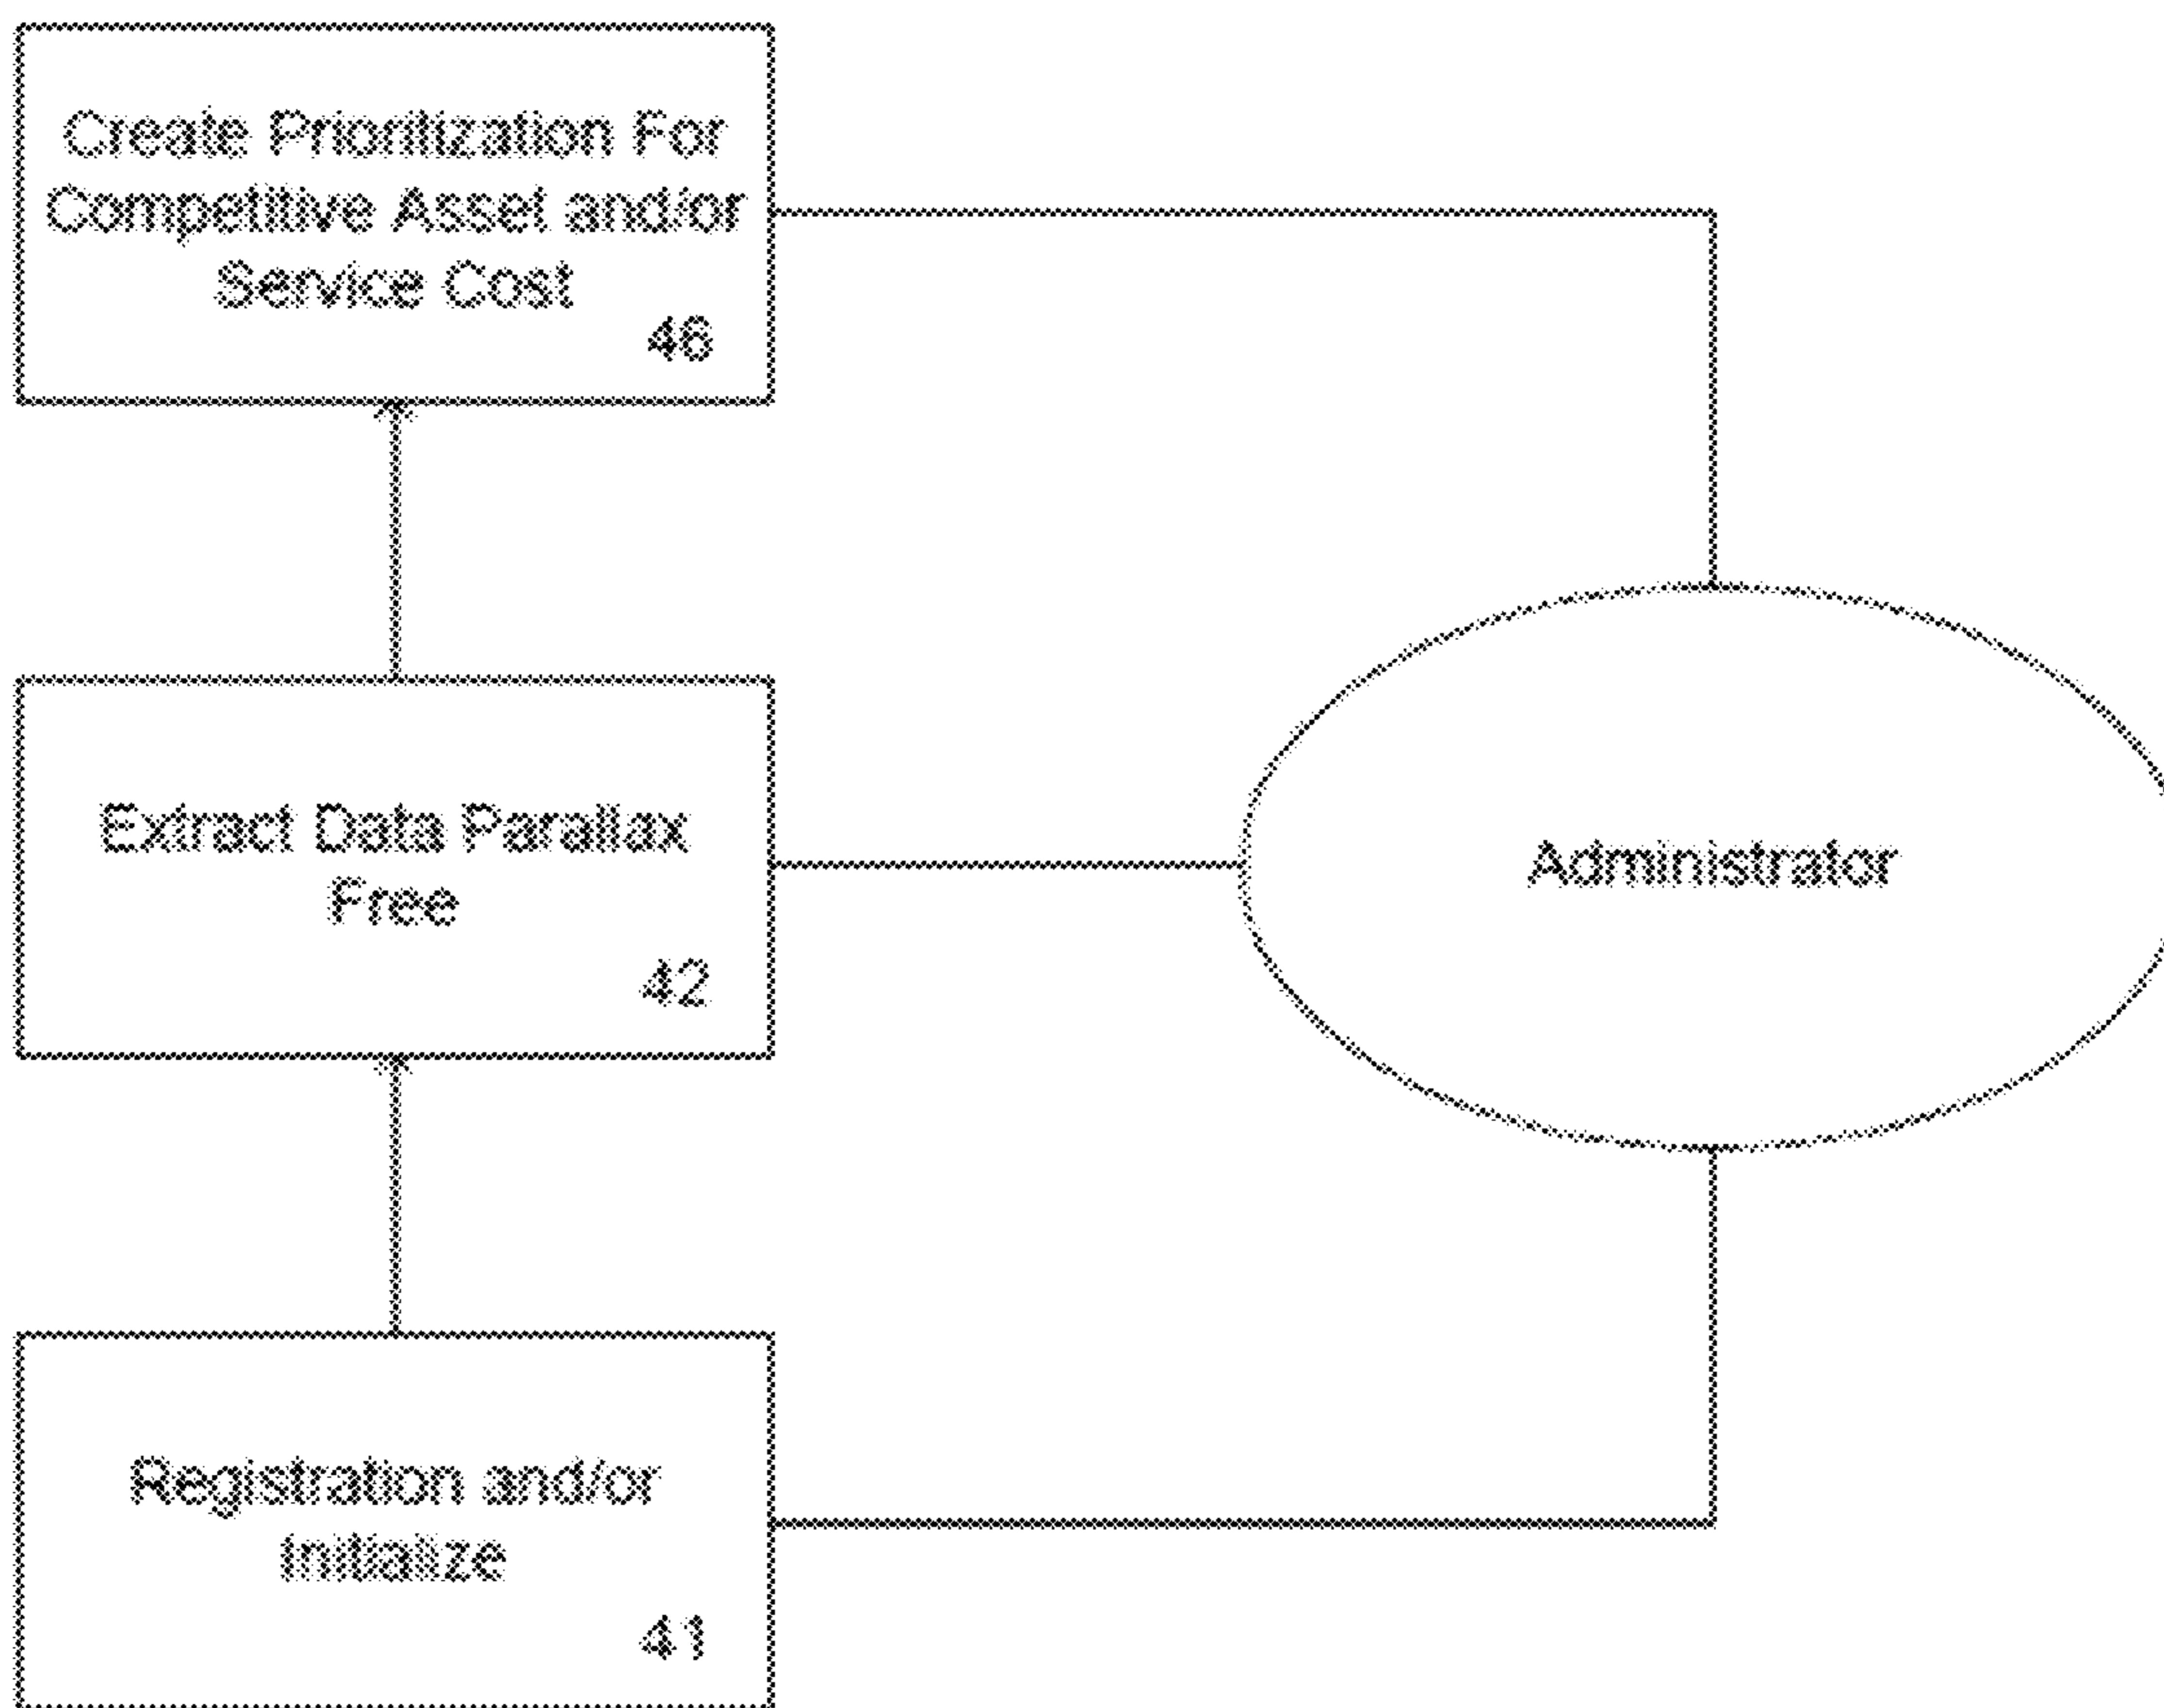 Create Prioritization For
Competitive Asset and/or
Service Cost
46
Extract Data Parallax
Free
42
Administrator
Registration and/or
Initialize
41